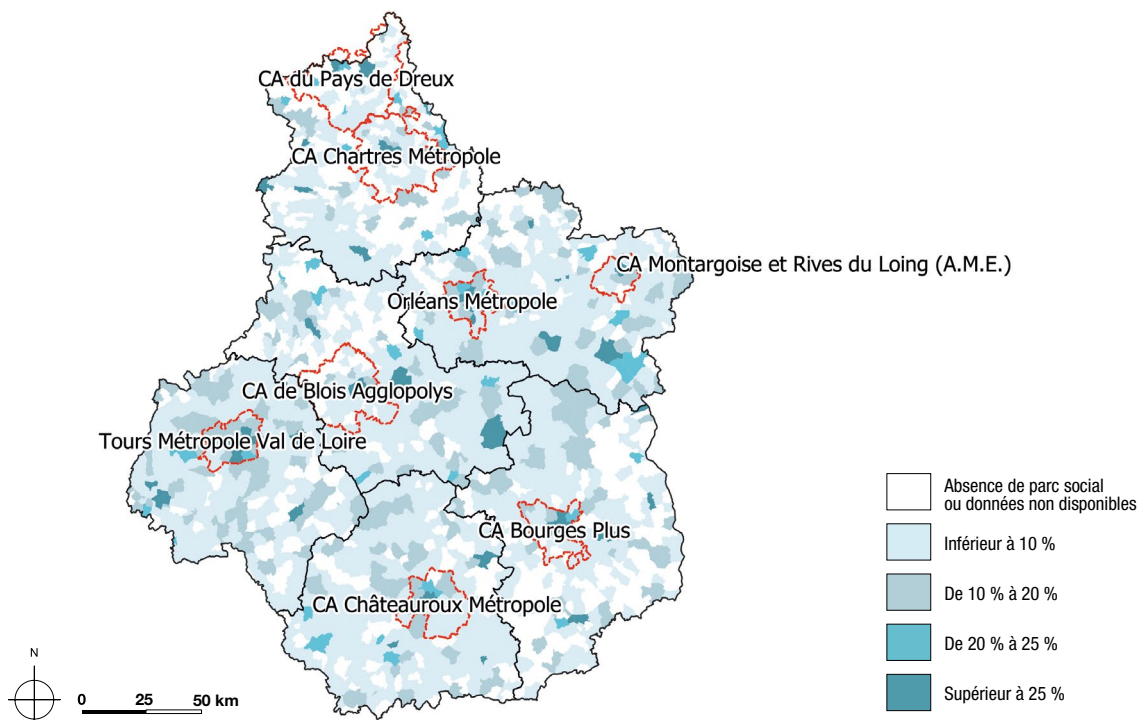 CA du Pays de Dreux
CA Chartres Métropole
CA Montargoise et Rives du Loing (A.M.E.)
Orléans Métropole
CA de Blois Agglopolys
Tours Métropole Val de Loire
CA Bourges Plus
CA Châteauroux Métropole
Absence de parc social
ou données non disponibles
Inférieur à 10 %
De 10 % à 20 %
De 20 % à 25 %
Supérieur à 25 %
N
0 25 50 km